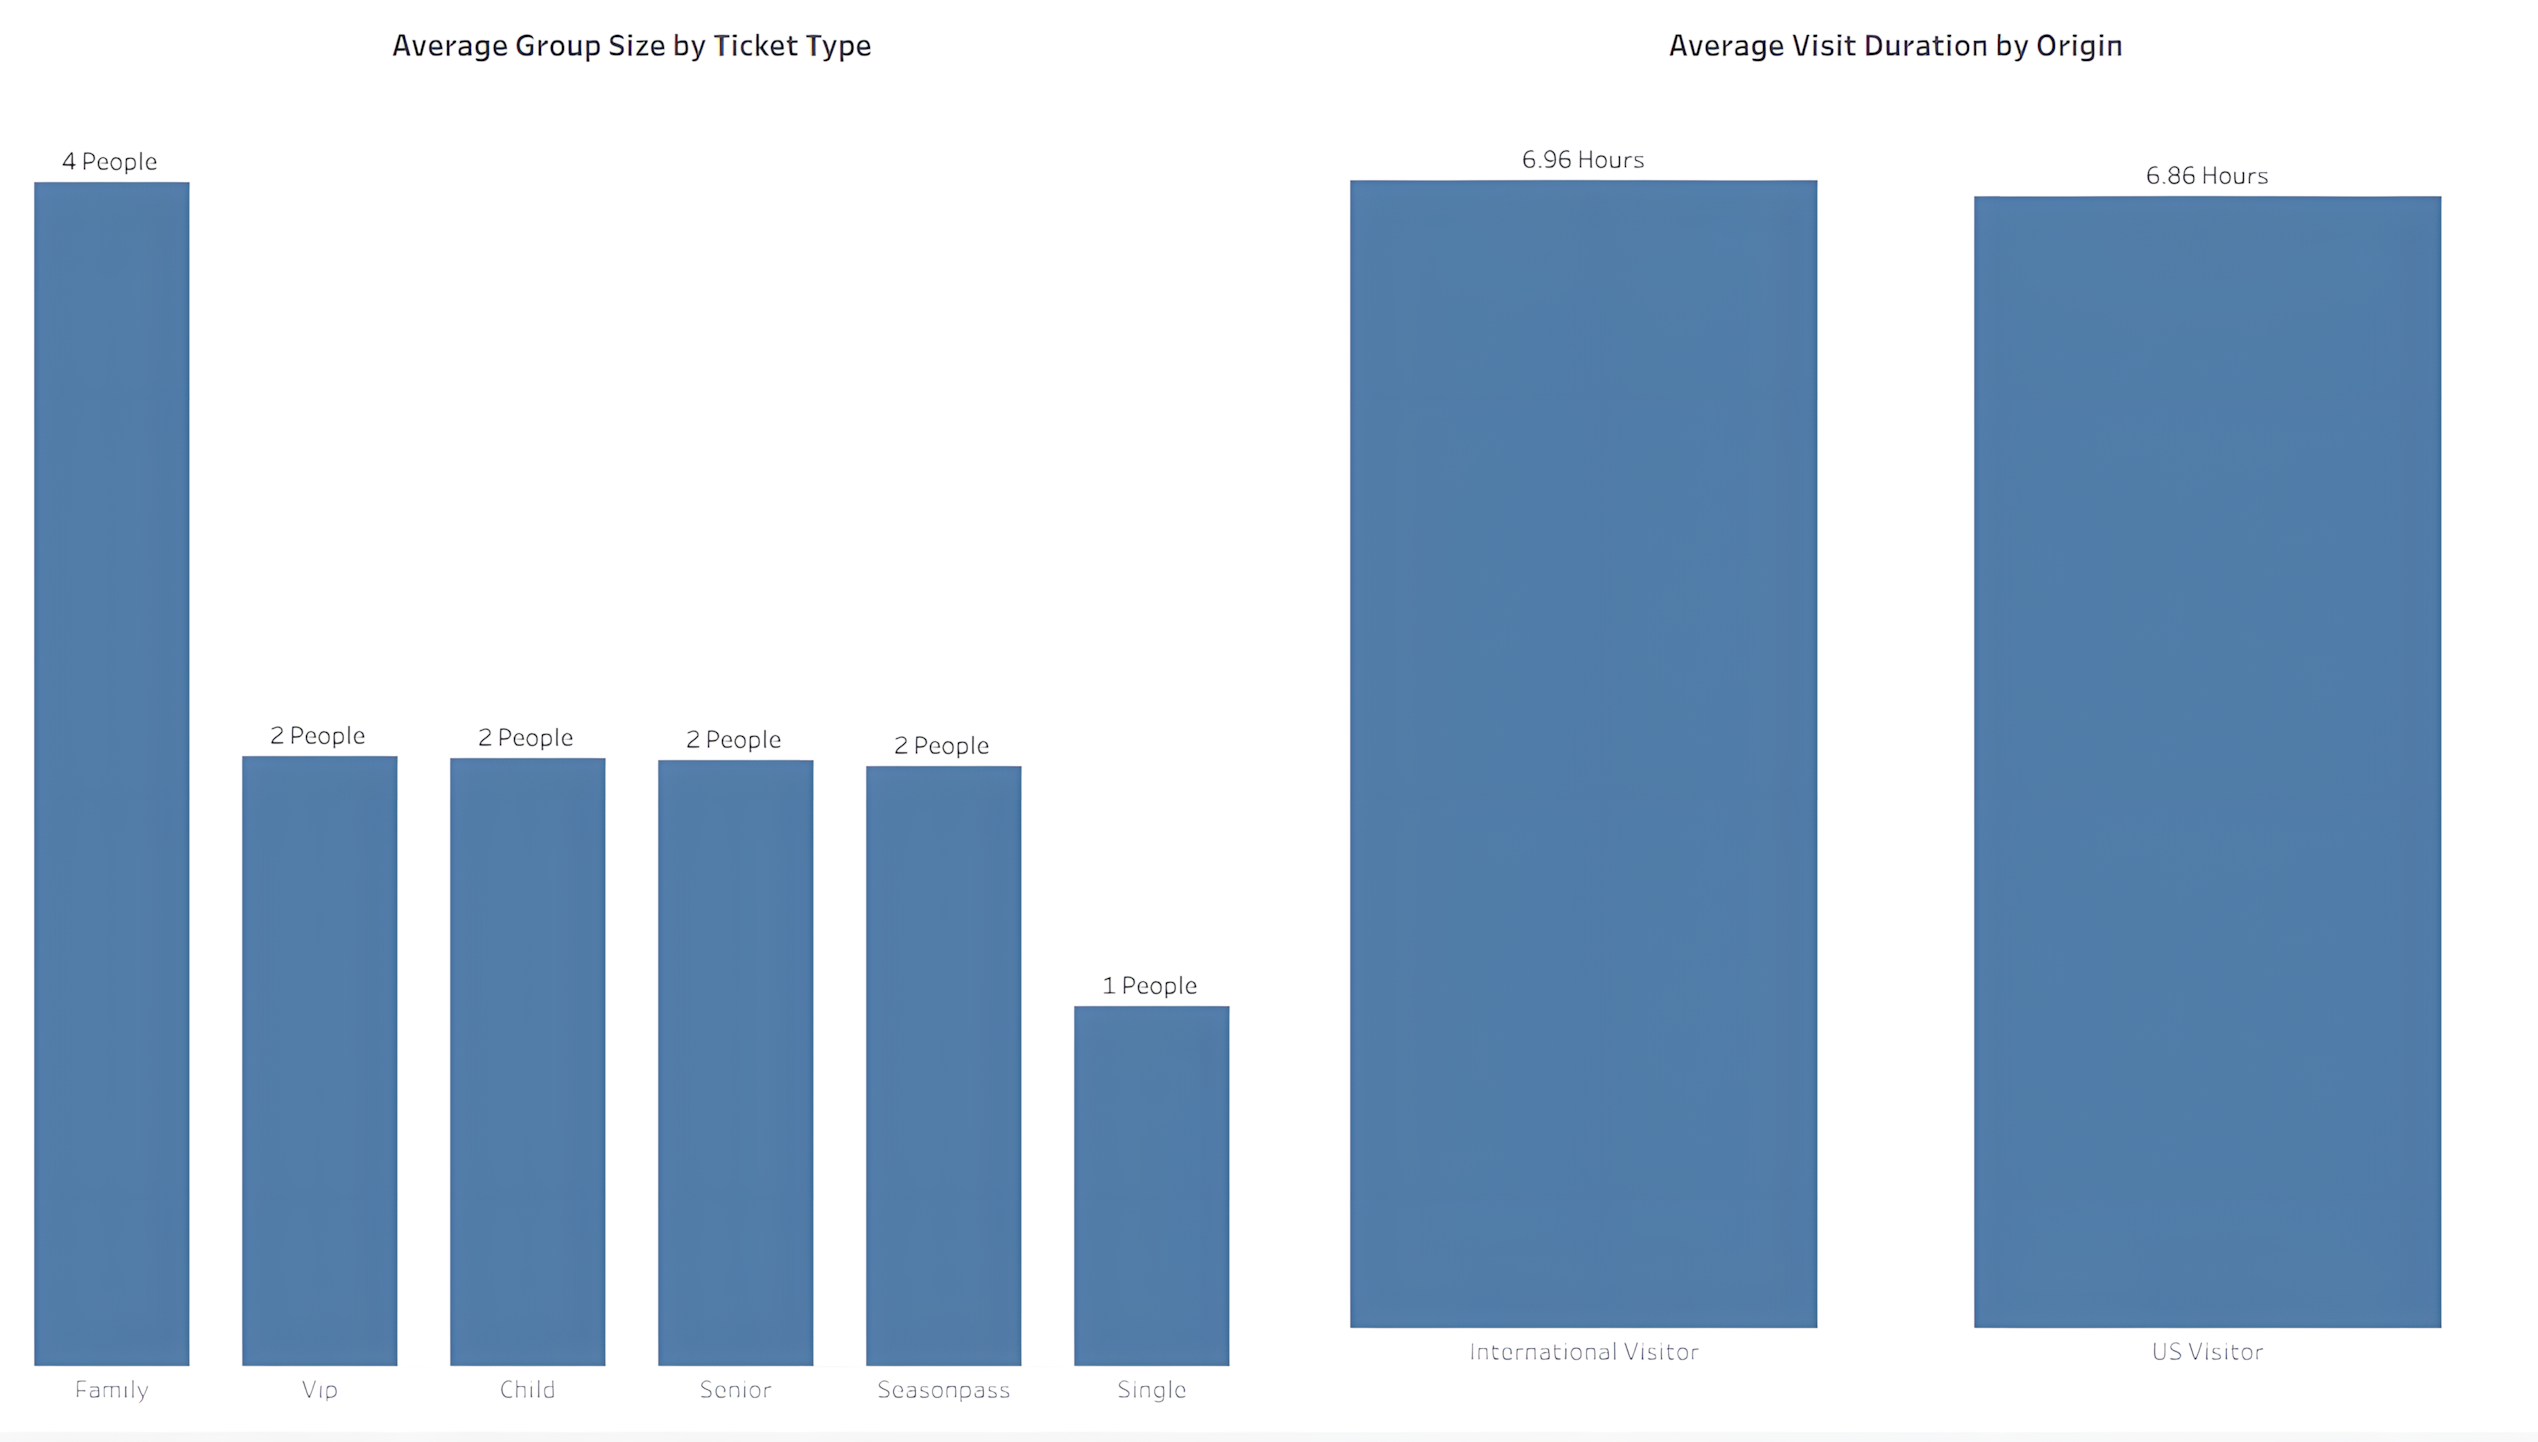 Average Group Size by Ticket Type
4 People
2 People
2 People
2 People
2 People
1 People
Family
Vip
Child
Senior
Seasonpass
Single
Average Visit Duration by Origin
6.96 Hours
6.86 Hours
International Visitor
US Visitor